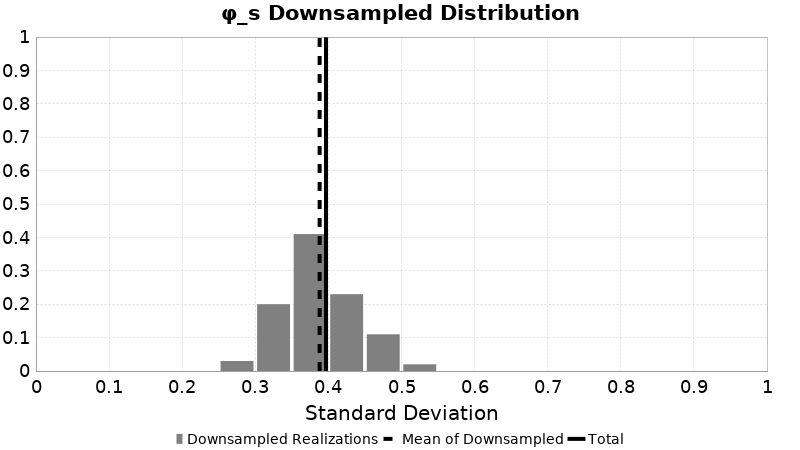 φ_s Downsampled Distribution
1
0.9
0.8
0.7
0.6
0.5
0.4
0.3
0.2
0.1
0
0 0.1 0.2 0.3 0.4 0.5 0.6 0.7 0.8 0.9 1
Standard Deviation
Downsampled Realizations Mean of Downsampled Total